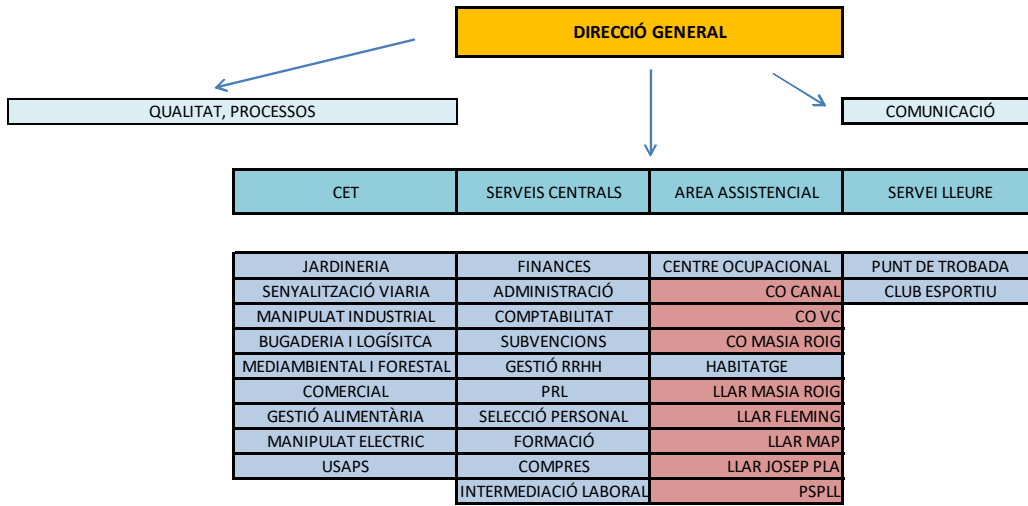 DIRECCIÓ GENERAL
QUALITAT, PROCESSOS
COMUNICACIÓ
CET
SERVEIS CENTRALS
AREA ASSISTENCIAL
SERVEI LLEURE
JARDINERIA
FINANCES
CENTRE OCUPACIONAL
PUNT DE TROBADA
SENYALITZACIÓ VIARIA
ADMINISTRACIÓ
CO CANAL
CLUB ESPORTIU
MANIPULAT INDUSTRIAL
COMPTABILITAT
CO VC
BUGADERIA I LOGÍSITCA
SUBVENCIONS
CO MASIA ROIG
MEDIAMBIENTAL I FORESTAL
GESTIÓ RRHH
HABITATGE
COMERCIAL
PRL
LLAR MASIA ROIG
GESTIÓ ALIMENTÀRIA
SELECCIÓ PERSONAL
LLAR FLEMING
MANIPULAT ELECTRIC
FORMACIÓ
LLAR MAP
USAPS
COMPRES
LLAR JOSEP PLA
INTERMEDIACIÓ LABORAL
PSPLL